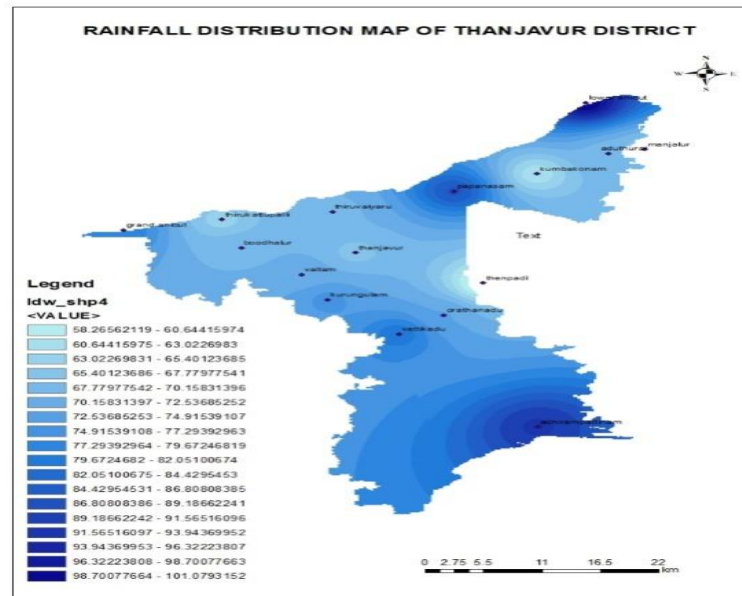 RAINFALL DISTRIBUTION MAP OF THANJAVUR DISTRICT
N
W E
S
manjalur
kumbakonam
papanasam
thirukattupalli
thiruvaiyaru
grand anicut
boodhalur
thanjavur
Text
vallam
thenpadi
kurungulam
orathanadu
vettikadu
Legend
Idw_shp4
<VALUE>
58.26562119 - 60.64415974
60.64415975 - 63.0226983
63.02269831 - 65.40123685
65.40123686 - 67.77977541
67.77977542 - 70.15831396
70.15831397 - 72.53685252
72.53685253 - 74.91539107
74.91539108 - 77.29392963
77.29392964 - 79.67246819
79.6724682 - 82.05100674
82.05100675 - 84.4295453
84.42954531 - 86.80808385
86.80808386 - 89.18662241
89.18662242 - 91.56516096
91.56516097 - 93.94369952
93.94369953 - 96.32223807
96.32223808 - 98.70077663
98.70077664 - 101.0793152
0 2.75 5.5 11 16.5 22
km